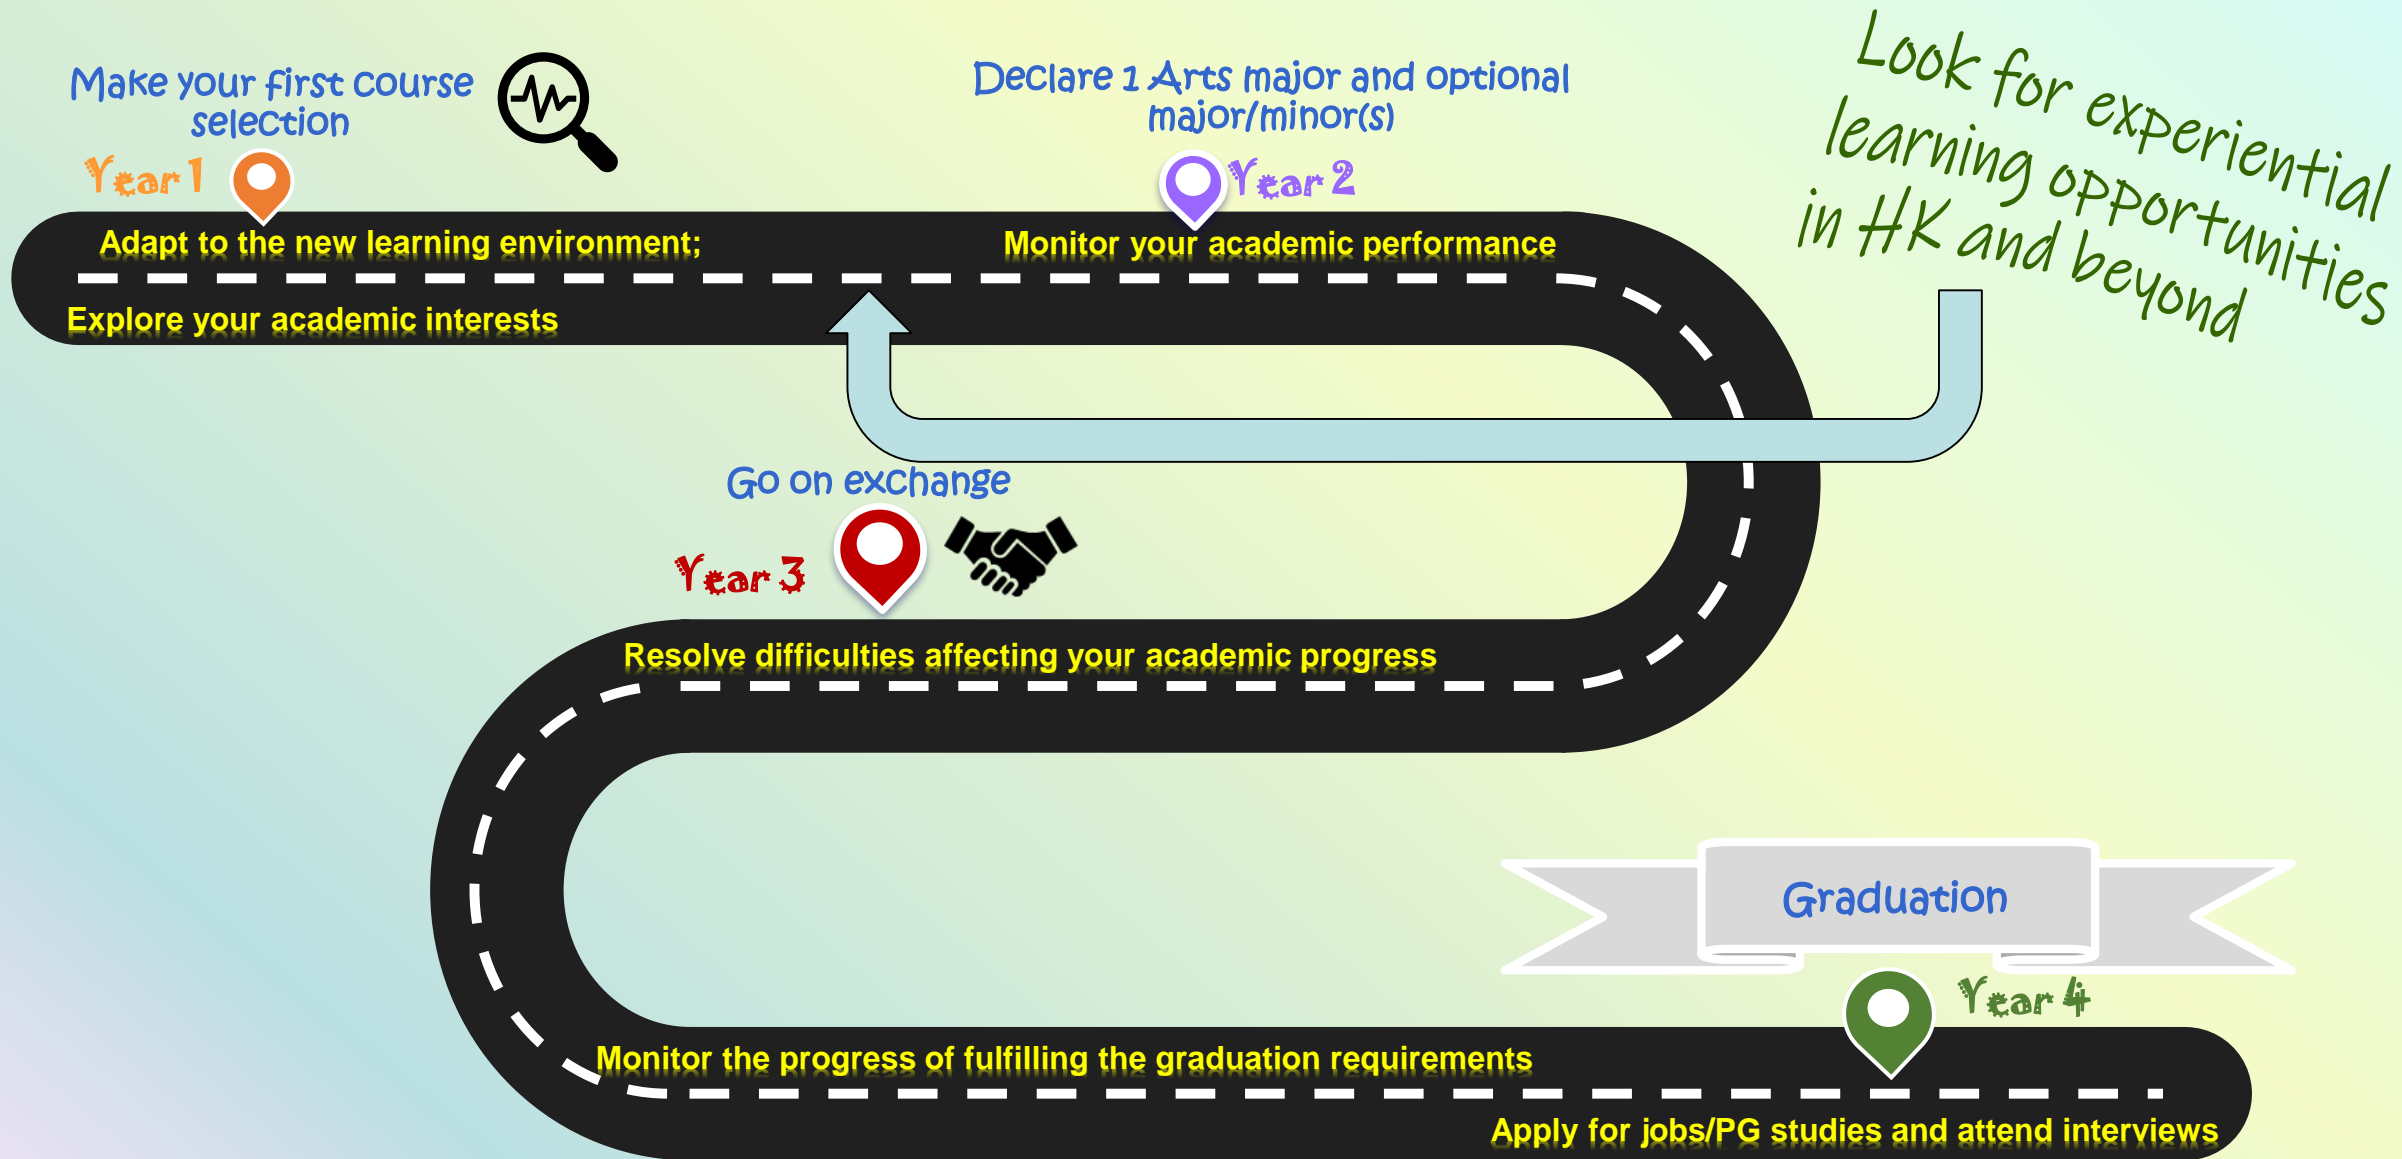 Make your first course
selection
Year 1
Declare 1 Arts major and optional
major/minor(s)
Year 2
Look for experiential
learning opportunities
in HK and beyond
Adapt to the new learning environment;
Explore your academic interests
Monitor your academic performance
Go on exchange
Year 3
Resolve difficulties affecting your academic progress
Graduation
Year 4
Monitor the progress of fulfilling the graduation requirements
Apply for jobs/PG studies and attend interviews